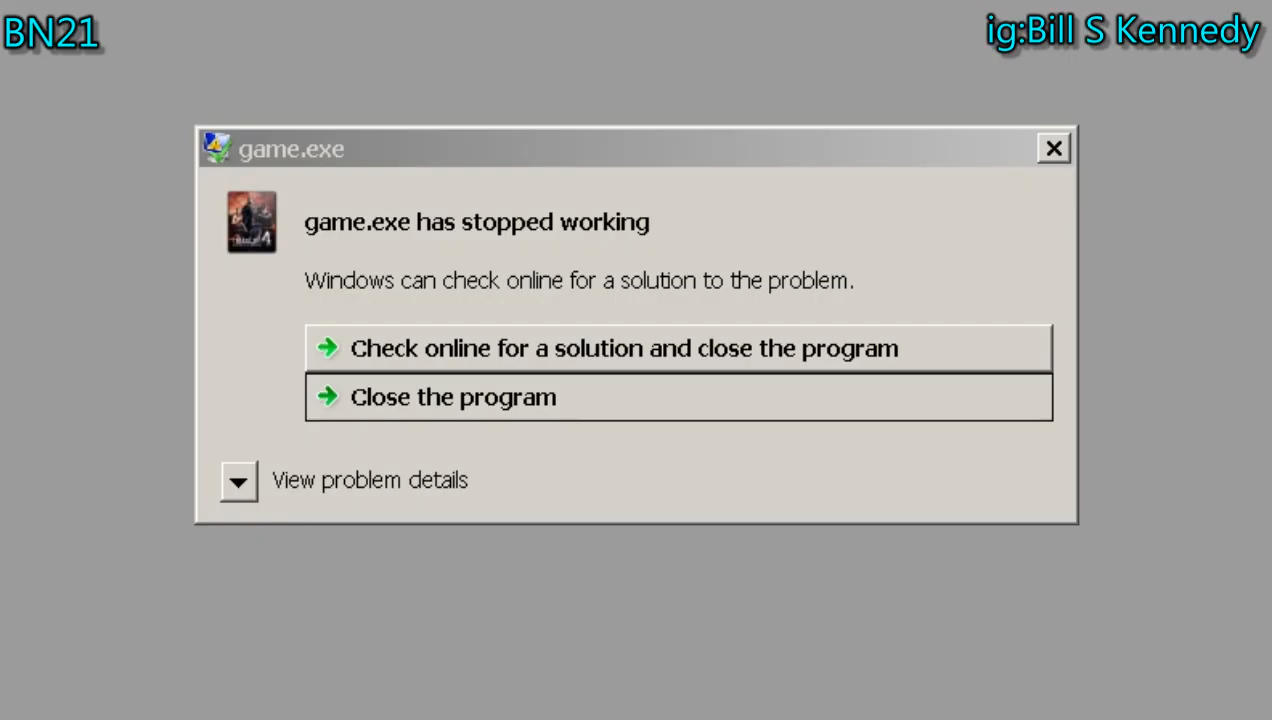 BN21
ig:Bill S Kennedy
game.exe
game.exe has stopped working
Windows can check online for a solution to the problem.
Check online for a solution and close the program
Close the program
View problem details